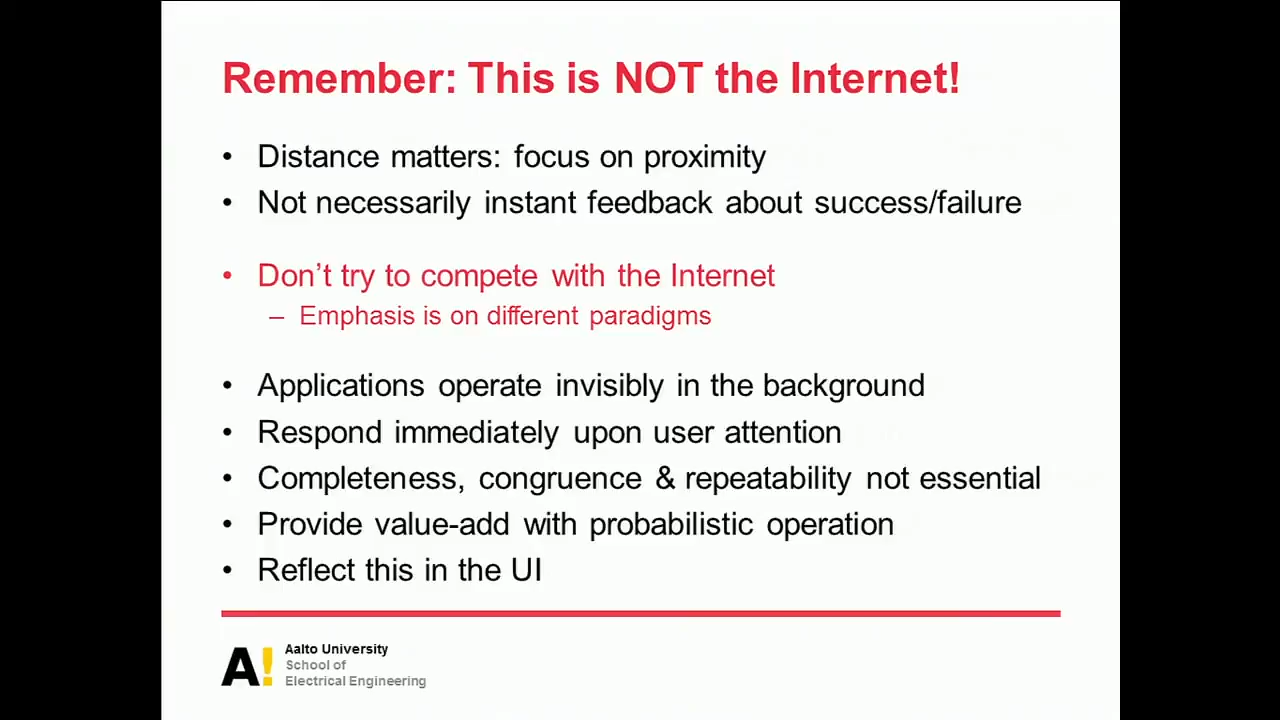 Remember: This is NOT the Internet!
• Distance matters: focus on proximity
• Not necessarily instant feedback about success/failure
• Don’t try to compete with the Internet
– Emphasis is on different paradigms
• Applications operate invisibly in the background
• Respond immediately upon user attention
• Completeness, congruence & repeatability not essential
• Provide value-add with probabilistic operation
• Reflect this in the UI
A!
Aalto University
School of
Electrical Engineering